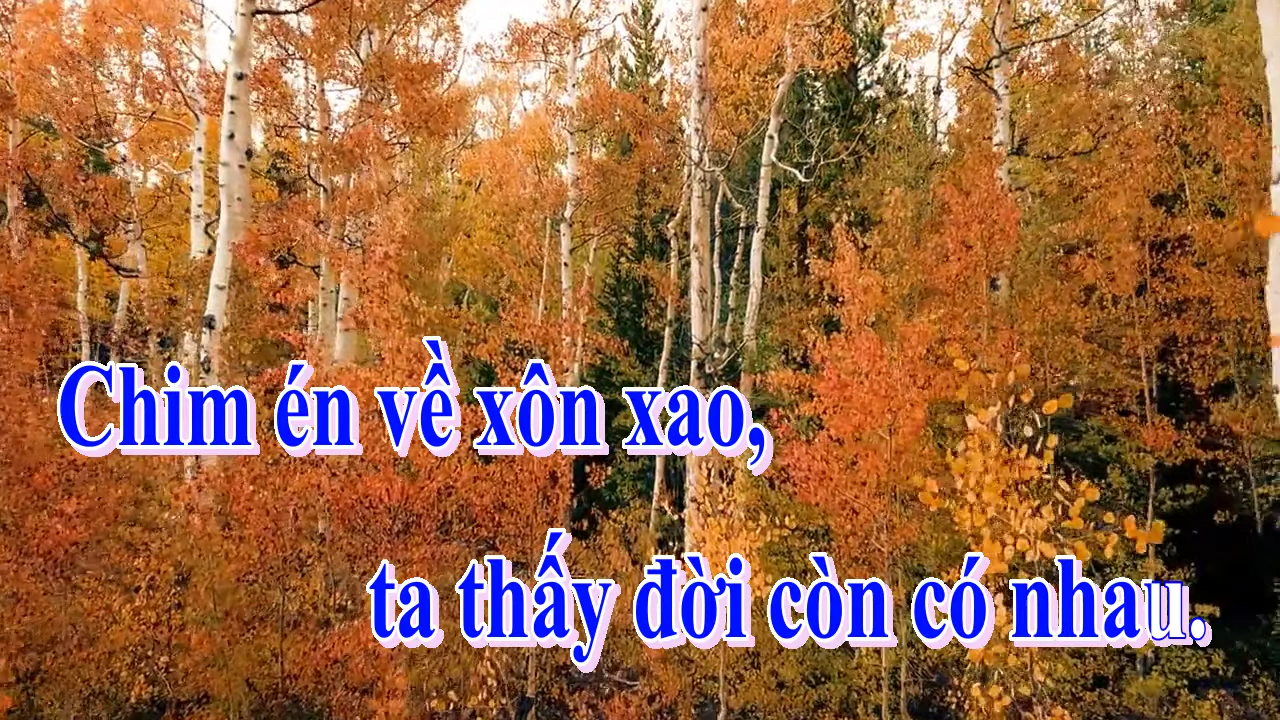 Chim én về xôn xao,
ta thấy đời còn có nhau.